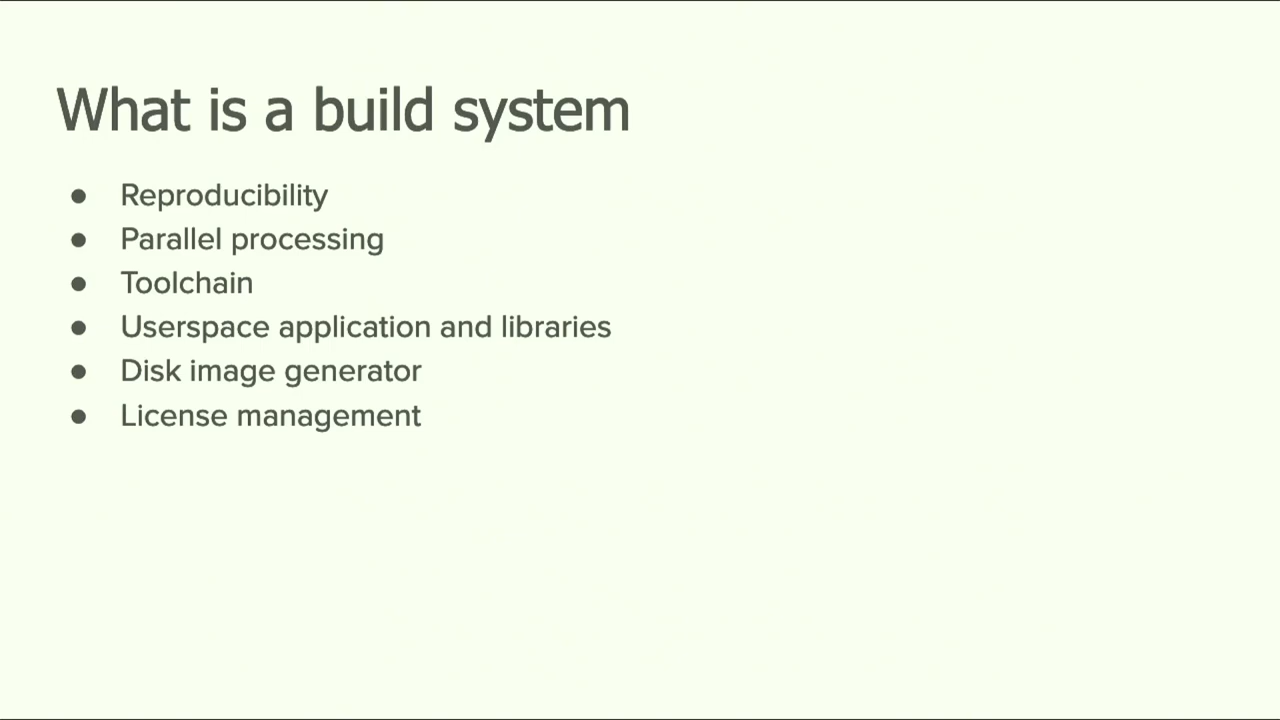 What is a build system
● Reproducibility
● Parallel processing
● Toolchain
● Userspace application and libraries
● Disk image generator
● License management